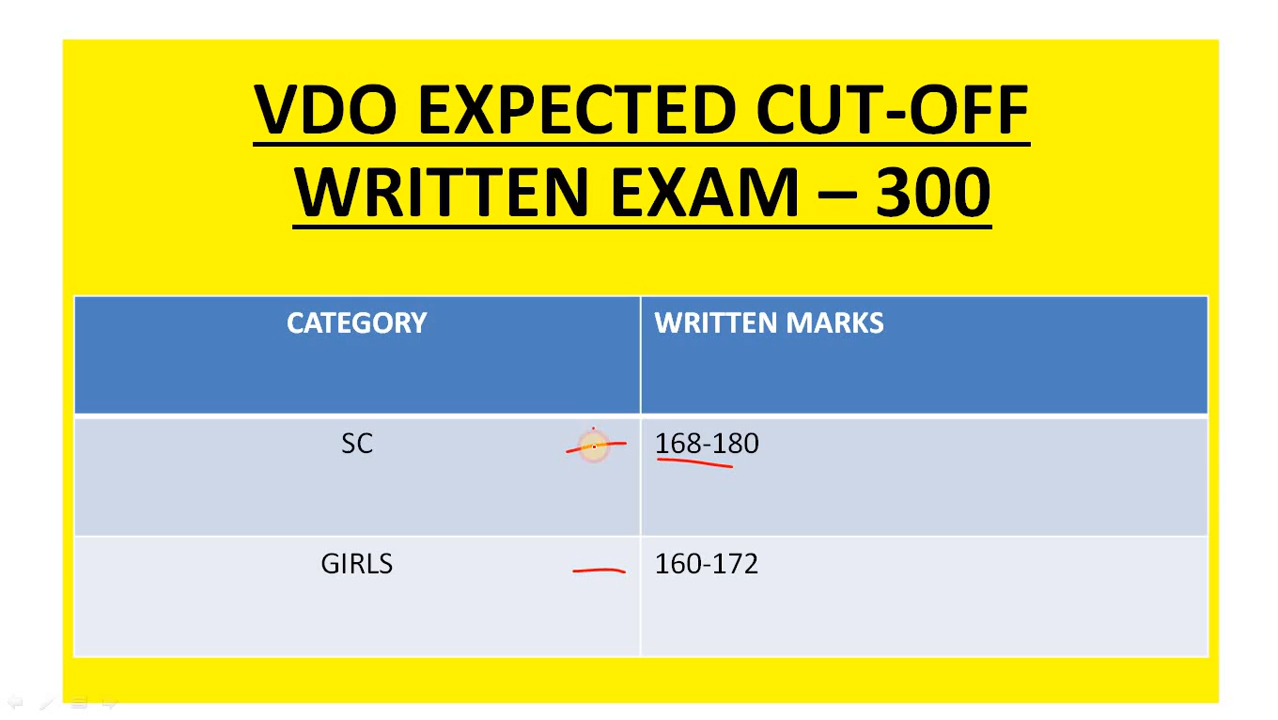 VDO EXPECTED CUT-OFF
WRITTEN EXAM – 300
CATEGORY WRITTEN MARKS
SC 168-180
GIRLS 160-172